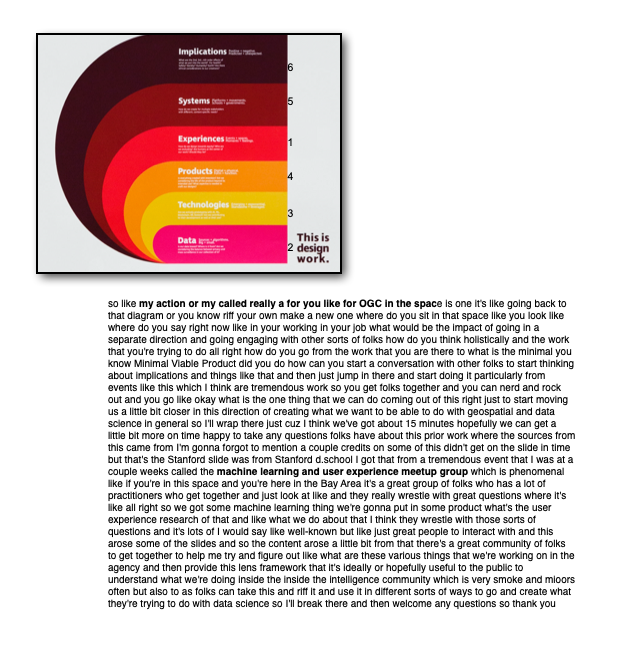 Implications
6
Systems
5
Experiences
1
Products
4
Technologies
3
Data
2
This is
design
work.
so like my action or my called really a for you like for OGC in the space is one it's like going back to
that diagram or you know riff your own make a new one where do you sit in that space like you look like
where do you say right now like in your working in your job what would be the impact of going in a
separate direction and going engaging with other sorts of folks how do you think holistically and the work
that you're trying to do all right how do you go from the work that you are there to what is the minimal you
know Minimal Viable Product did you do how can you start a conversation with other folks to start thinking
about implications and things like that and then just jump in there and start doing it particularly from
events like this which I think are tremendous work so you get folks together and you can nerd and rock
out and you go like okay what is the one thing that we can do coming out of this right just to start moving
us a little bit closer in this direction of creating what we want to be able to do with geospatial and data
science in general so I'll wrap there just cuz I think we've got about 15 minutes hopefully we can get a
little bit more on time happy to take any questions folks have about this prior work where the sources from
this came from I'm gonna forgot to mention a couple credits on some of this didn't get on the slide in time
but that's the Stanford slide was from Stanford d.school I got that from a tremendous event that I was at a
couple weeks called the machine learning and user experience meetup group which is phenomenal
like if you're in this space and you're here in the Bay Area it's a great group of folks who has a lot of
practitioners who get together and just look at like and they really wrestle with great questions where it's
like all right so we got some machine learning thing we're gonna put in some product what's the user
experience research of that and like what we do about that I think they wrestle with those sorts of
questions and it's lots of I would say like well-known but like just great people to interact with and this
arose some of the slides and so the content arose a little bit from that there's a great community of folks
to get together to help me try and figure out like what are these various things that we're working on in the
agency and then provide this lens framework that it's ideally or hopefully useful to the public to
understand what we're doing inside the inside the intelligence community which is very smoke and mioors
often but also to as folks can take this and riff it and use it in different sorts of ways to go and create what
they're trying to do with data science so I'll break there and then welcome any questions so thank you